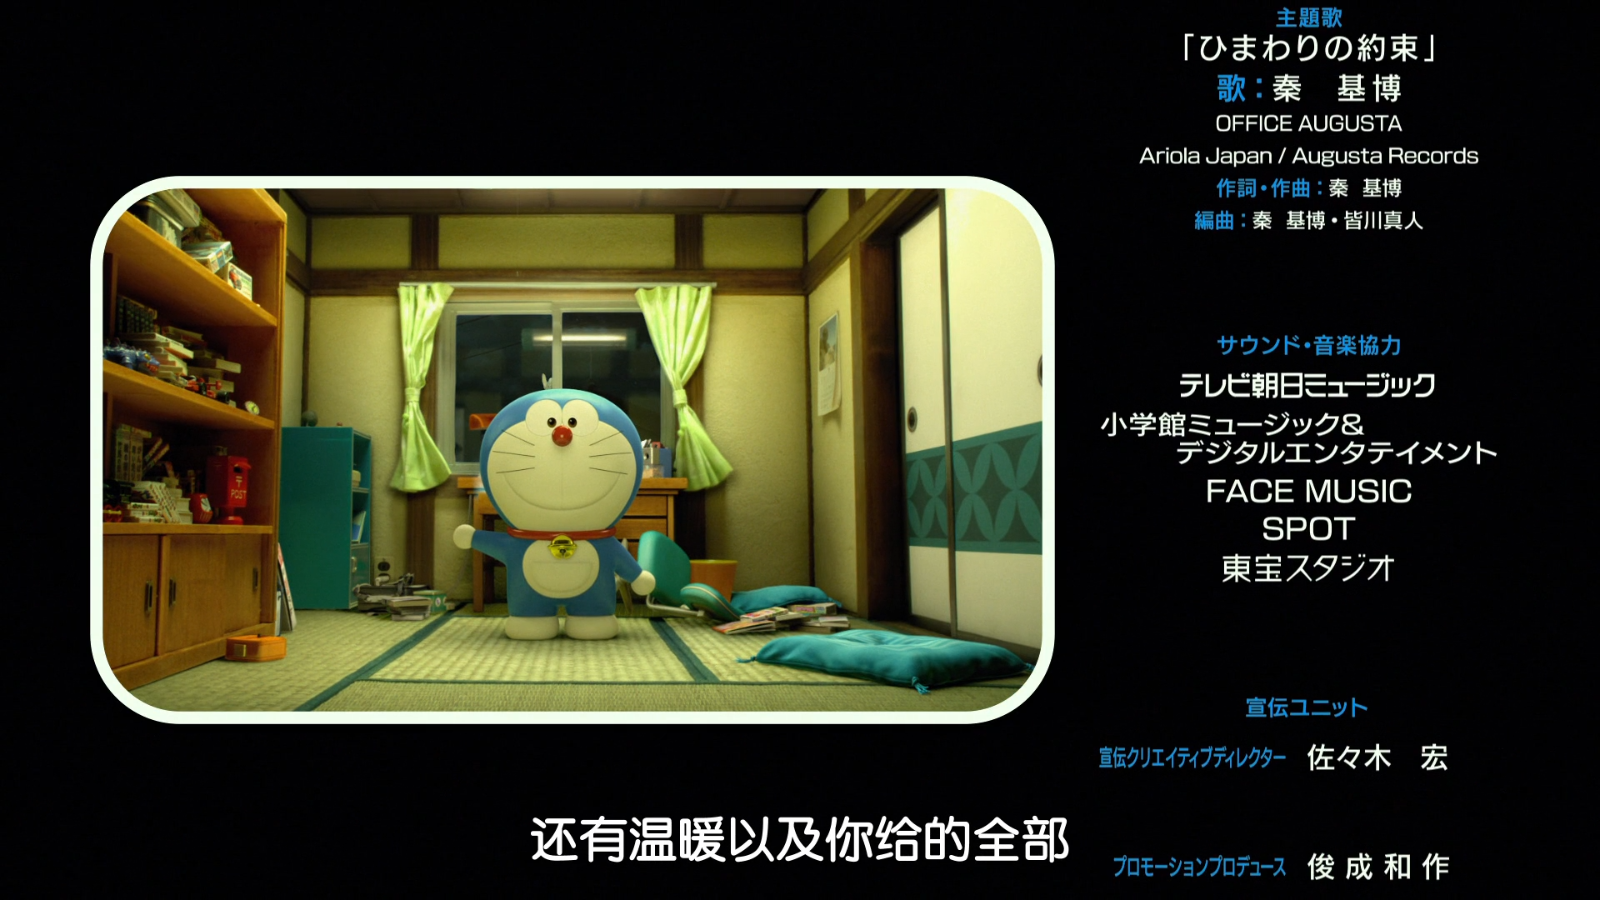 主題歌
「ひまわりの約束」
歌：秦　基博
OFFICE AUGUSTA
Ariola Japan / Augusta Records
作詞・作曲：秦 基博
編曲：秦 基博・皆川真人
サウンド・音楽協力
テレビ朝日ミュージック
小学館ミュージック&
デジタルエンタテイメント
FACE MUSIC
SPOT
東宝スタジオ
POST
宣伝ユニット
宣伝クリエイティブディレクター 佐々木　宏
プロモーションプロデュース 俊成和作
还有温暖以及你给的全部